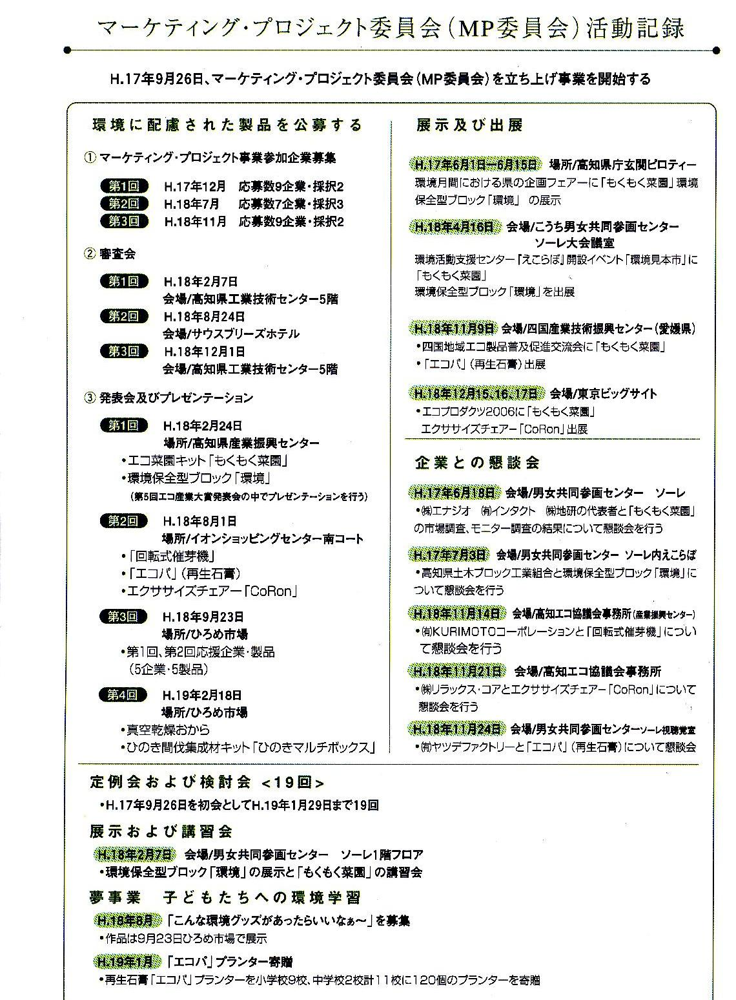 マーケティング・プロジェクト委員会（MP委員会）活動記録
H.17年9月26日、マーケティング・プロジェクト委員会（MP委員会）を立ち上げ事業を開始する
環境に配慮された製品を公募する
① マーケティング・プロジェクト事業参加企業募集
第1回 H.17年12月 応募数9企業・採択2
第2回 H.18年7月 応募数7企業・採択3
第3回 H.18年11月 応募数9企業・採択2
② 審査会
第1回 H.18年2月7日
会場/高知県工業技術センター5階
第2回 H.18年8月24日
会場/サウスブリーズホテル
第3回 H.18年12月1日
会場/高知県工業技術センター5階
③ 発表会及びプレゼンテーション
第1回 H.18年2月24日
場所/高知県産業振興センター
・エコ菜園キット「もくもく菜園」
・環境保全型ブロック「環境」
（第5回エコ産業大賞発表会の中でプレゼンテーションを行う）
第2回 H.18年8月1日
場所/イオンショッピングセンター南コート
・「回転式催芽機」
・「エコパ」（再生石膏）
・エクササイズチェアー「CoRon」
第3回 H.18年9月23日
場所/ひろめ市場
・第1回、第2回応援企業・製品
（5企業・5製品）
第4回 H.19年2月18日
場所/ひろめ市場
・真空乾燥おから
・ひのき間伐集成材キット「ひのきマルチボックス」
展示及び出展
H.17年6月1日―6月15日 場所/高知県庁玄関ピロティー
環境月間における県の企画フェアーに「もくもく菜園」環境
保全型ブロック「環境」 の展示
H.18年4月16日 会場/こうち男女共同参画センター
ソーレ大会議室
環境活動支援センター『えこらぼ』開設イベント「環境見本市」に
「もくもく菜園」
環境保全型ブロック「環境」を出展
H.18年11月9日 会場/四国産業技術振興センター（愛媛県）
・四国地域エコ製品普及促進交流会に「もくもく菜園」
・「エコパ」（再生石膏）出展
H.18年12月15、16、17日 会場/東京ビッグサイト
・エコプロダクツ2006に「もくもく菜園」
エクササイズチェアー「CoRon」出展
企業との懇談会
H.17年6月18日 会場/男女共同参画センター ソーレ
・㈱エナジオ ㈲インタクト ㈱地研の代表者と「もくもく菜園」
の市場調査、モニター調査の結果について懇談会を行う
H.17年7月3日 会場/男女共同参画センター ソーレ内えこらぼ
・高知県土木ブロック工業組合と環境保全型ブロック「環境」に
ついて懇談会を行う
H.18年11月14日 会場/高知エコ協議会事務所（産業振興センター）
・㈲KURIMOTOコーポレーションと「回転式催芽機」につい
て懇談会を行う
H.18年11月21日 会場/高知エコ協議会事務所
・㈱リラックス・コアとエクササイズチェアー「CoRon」について
懇談会を行う
H.18年11月24日 会場/男女共同参画センターソーレ視聴覚室
・㈲ヤツデファクトリーと「エコパ」（再生石膏）について懇談会
定例会および検討会 <19回>
・H.17年9月26日を初会としてH.19年1月29日まで19回
展示および講習会
H.18年2月7日 会場/男女共同参画センター ソーレ1階フロア
・環境保全型ブロック「環境」の展示と「もくもく菜園」の講習会
夢事業 子どもたちへの環境学習
H.18年8月 「こんな環境グッズがあったらいいなぁ～」を募集
・作品は9月23日ひろめ市場で展示
H.19年1月 「エコパ」プランター寄贈
・再生石膏「エコパ」プランターを小学校9校、中学校2校計11校に120個のプランターを寄贈